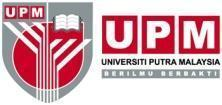 UPM
UPM
UNIVERSITI PUTRA MALAYSIA
BERILMU BERBAKTI